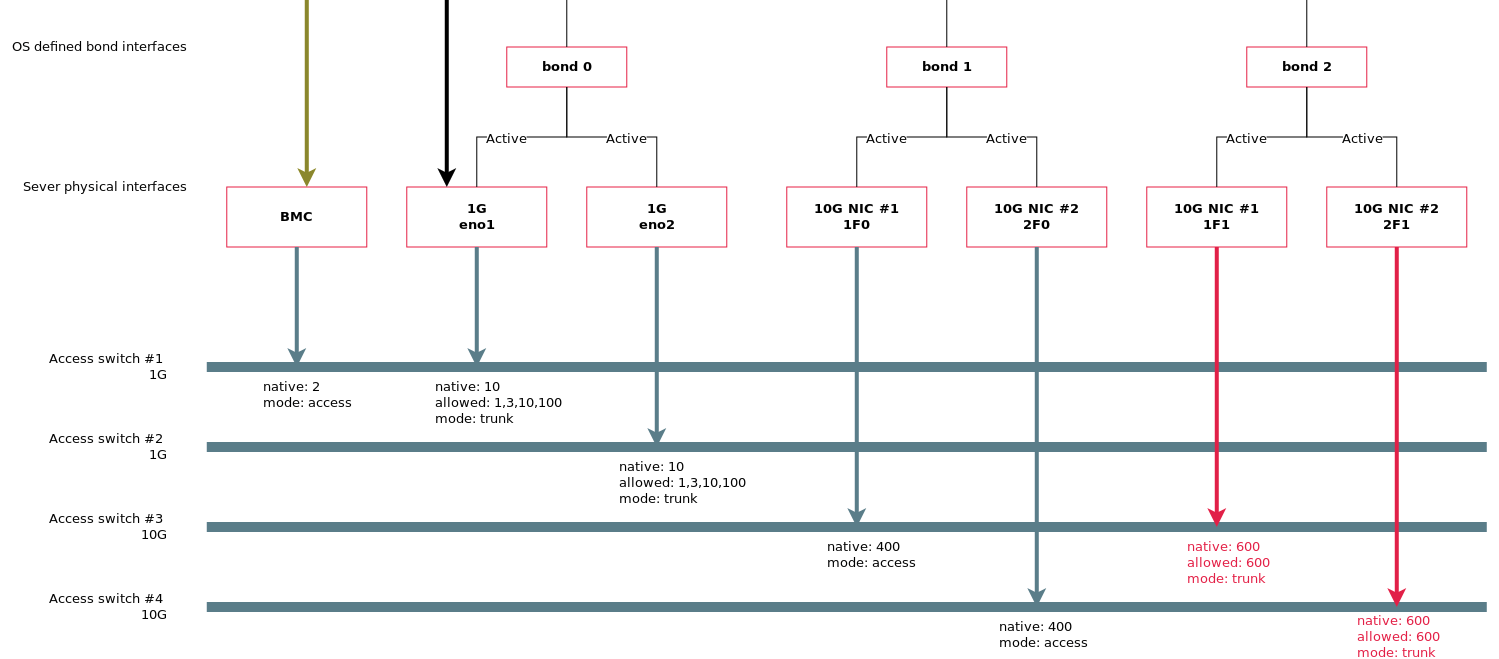 OS defined bond interfaces
bond 0
bond 1
bond 2
Active
Active
Active
Active
Active
Active
Sever physical interfaces
BMC
1G
eno1
1G
eno2
10G NIC #1
1F0
10G NIC #2
2F0
10G NIC #1
1F1
10G NIC #2
2F1
Access switch #1
1G
native: 2
mode: access
native: 10
allowed: 1,3,10,100
mode: trunk
Access switch #2
1G
native: 10
allowed: 1,3,10,100
mode: trunk
Access switch #3
10G
native: 400
mode: access
native: 600
allowed: 600
mode: trunk
Access switch #4
10G
native: 400
mode: access
native: 600
allowed: 600
mode: trunk